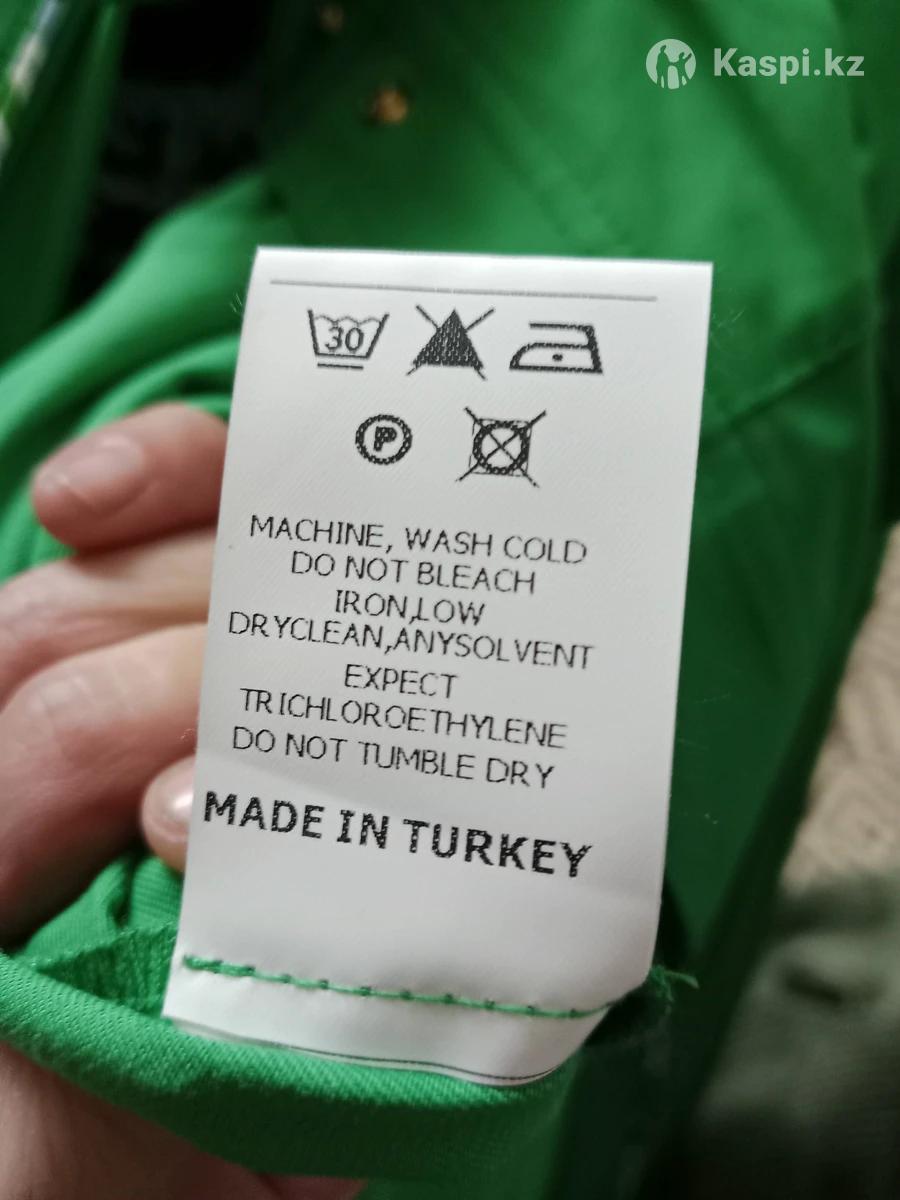 Kaspi.kz
30
P
MACHINE, WASH COLD
DO NOT BLEACH
IRON,LOW
DRYCLEAN,ANYSOLVENT
EXPECT
TRICHLOROETHYLENE
DO NOT TUMBLE DRY
MADE IN TURKEY